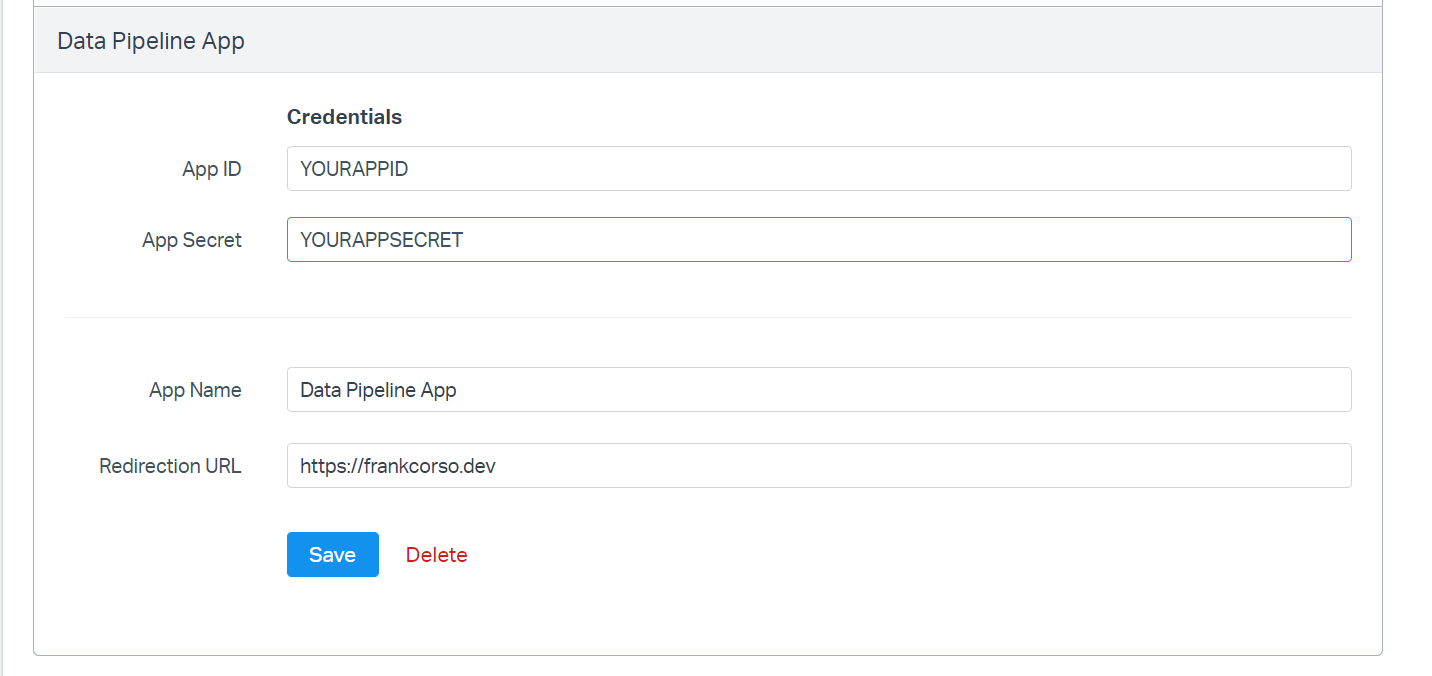 Data Pipeline App
Credentials
App ID YOURAPPID
App Secret YOURAPPSECRET
App Name Data Pipeline App
Redirection URL https://frankcorso.dev
Save Delete